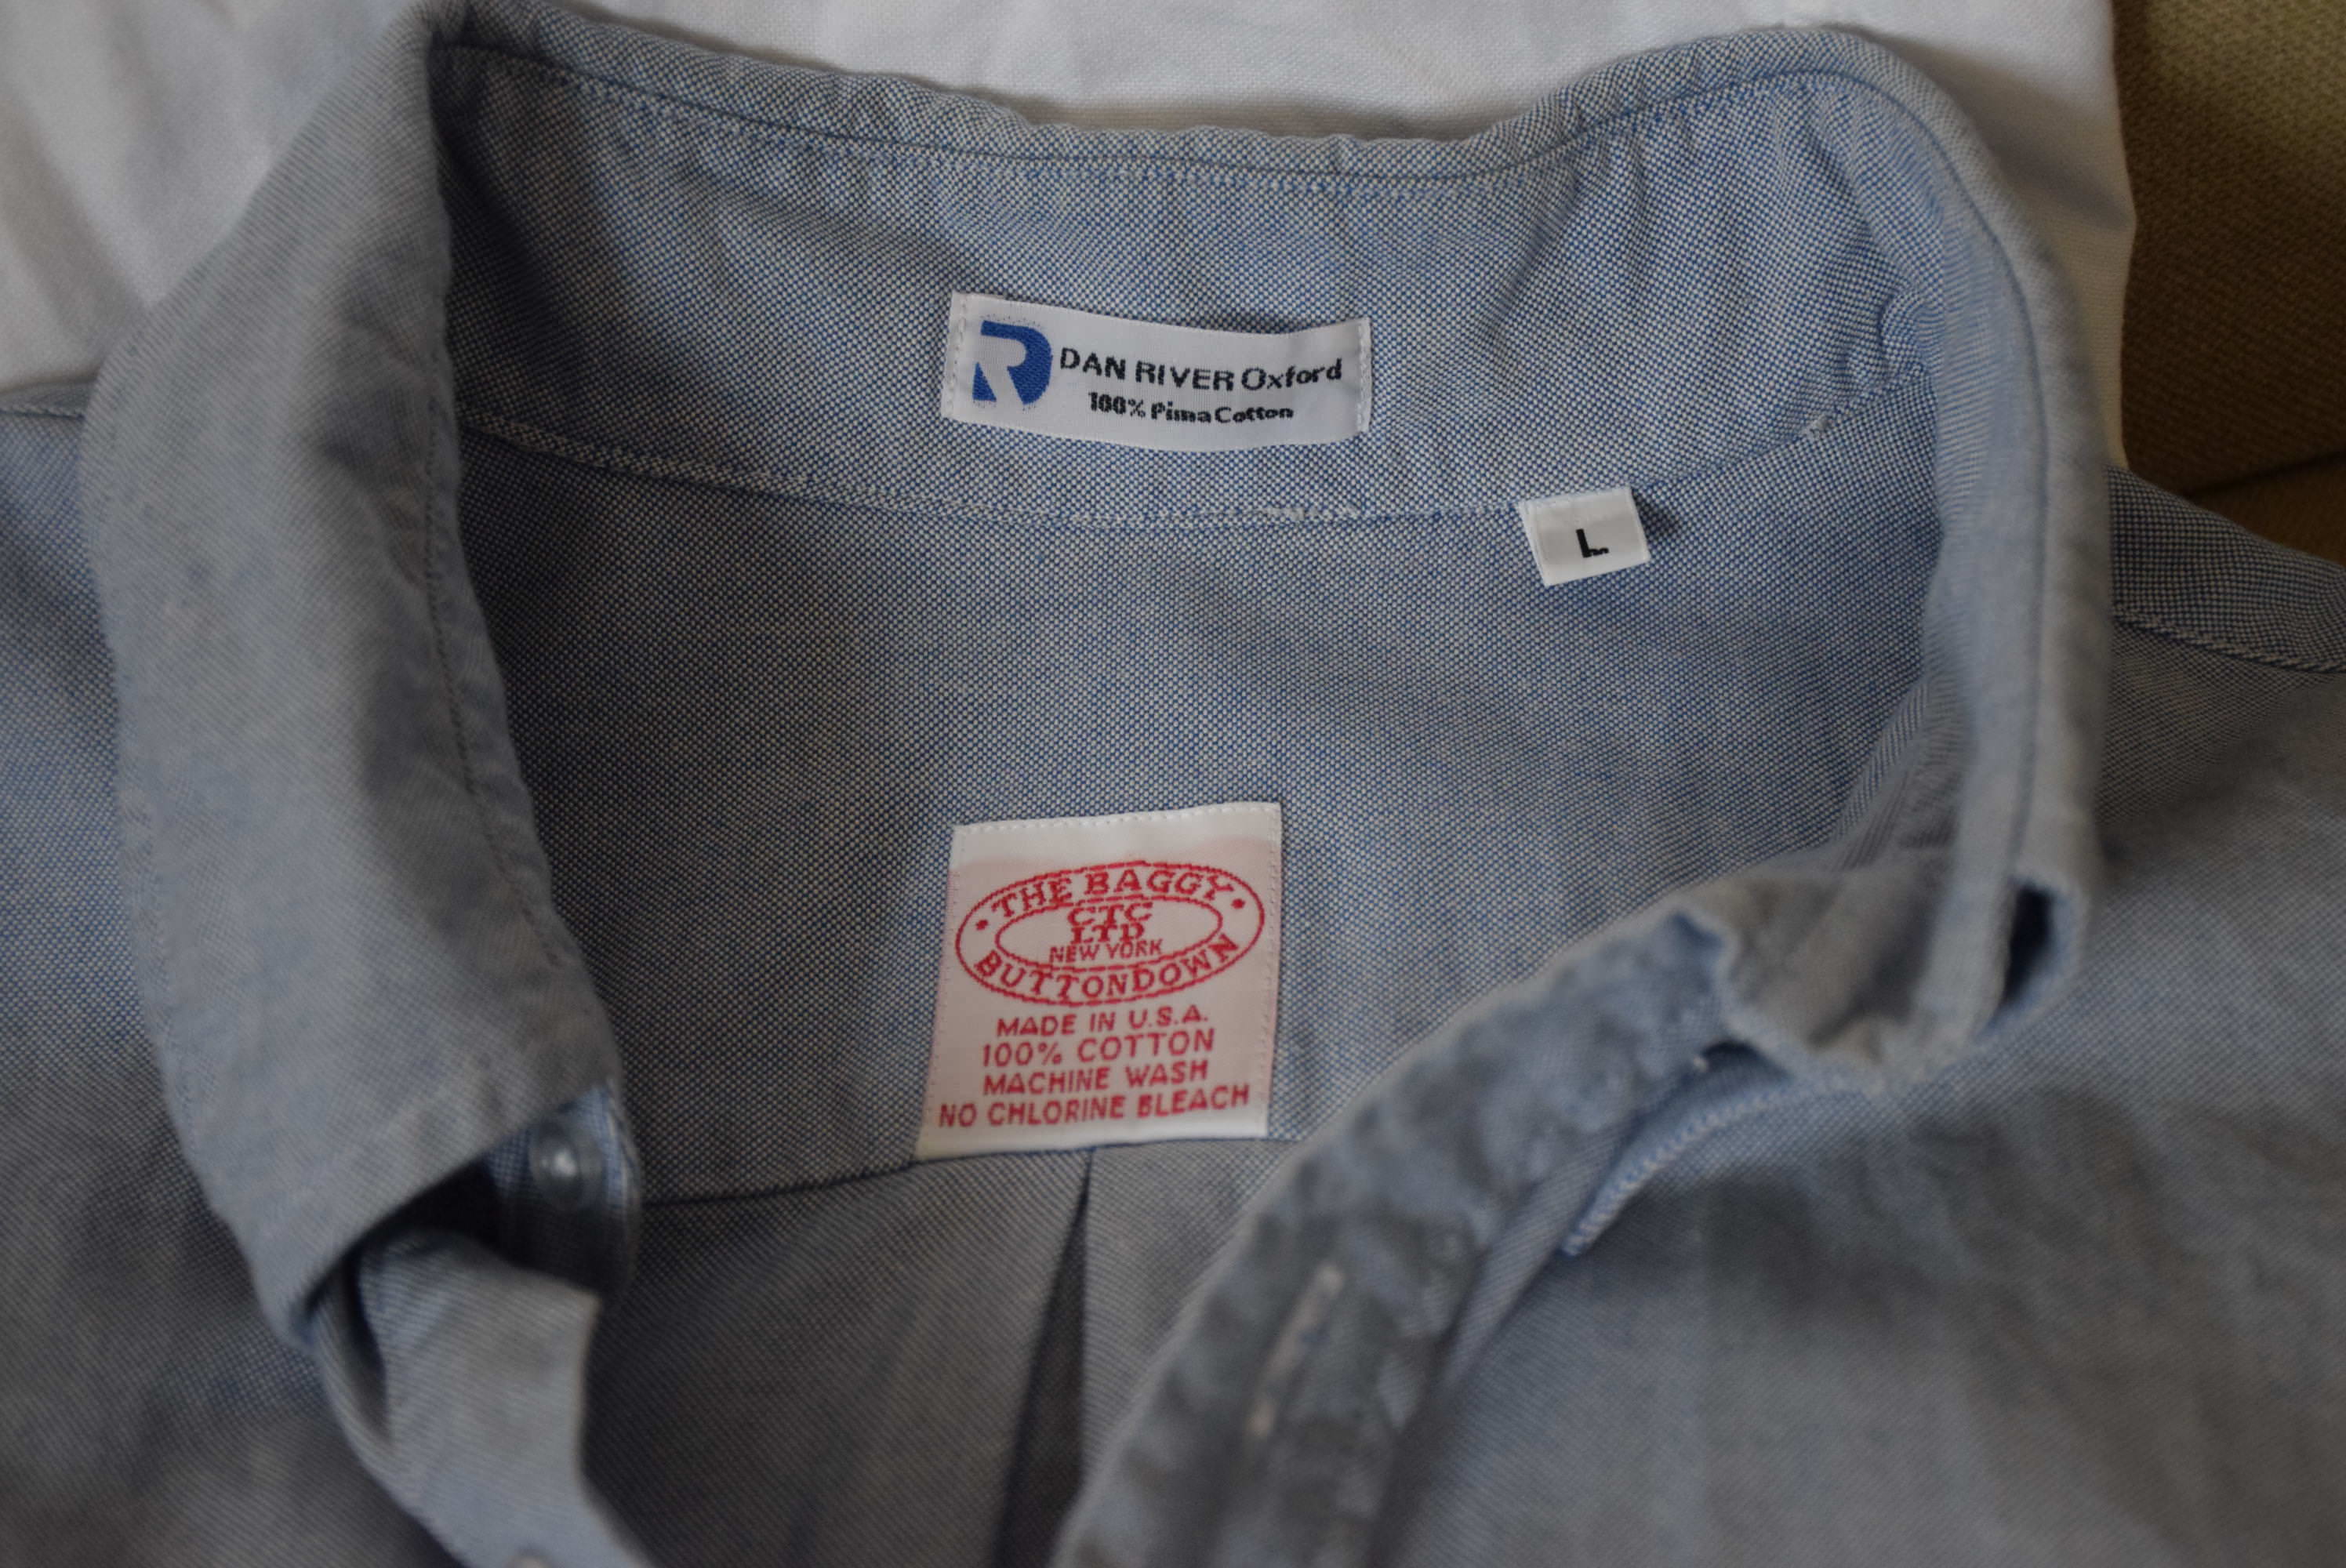 DAN RIVER Oxford
100% Pima Cotton
L
THE BAGGY
CTC
LTD
NEW YORK
BUTTONDOWN
MADE IN U.S.A.
100% COTTON
MACHINE WASH
NO CHLORINE BLEACH